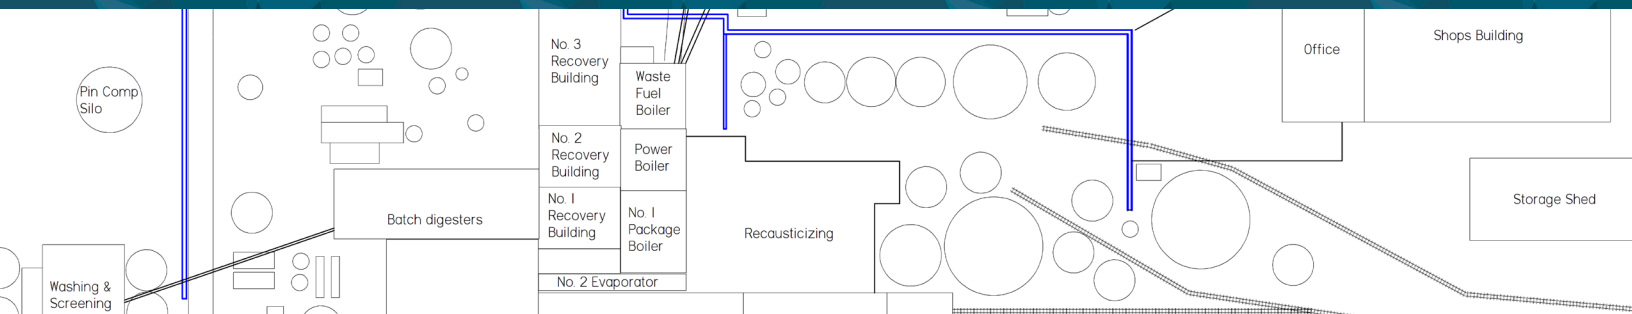 Pin Comp
Silo
No. 3
Recovery
Building
Waste
Fuel
Boiler
Office
Shops Building
No. 2
Recovery
Building
Power
Boiler
Batch digesters
No. 1
Recovery
Building
No. 1
Package
Boiler
Recausticizing
Storage Shed
Washing &
Screening
No. 2 Evaporator